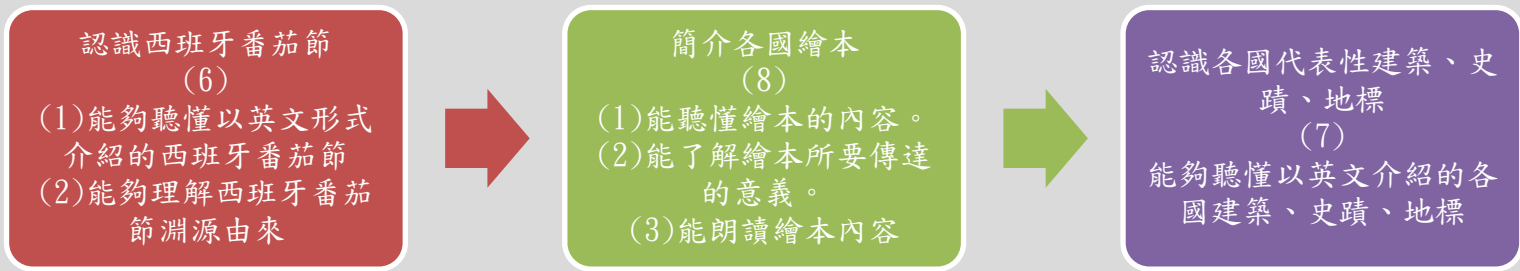 認識西班牙番茄節
(6)
(1)能夠聽懂以英文形式
介紹的西班牙番茄節
(2)能夠理解西班牙番茄
節淵源由來
簡介各國繪本
(8)
(1)能聽懂繪本的內容。
(2)能了解繪本所要傳達
的意義。
(3)能朗讀繪本內容
認識各國代表性建築、史
蹟、地標
(7)
能夠聽懂以英文介紹的各
國建築、史蹟、地標